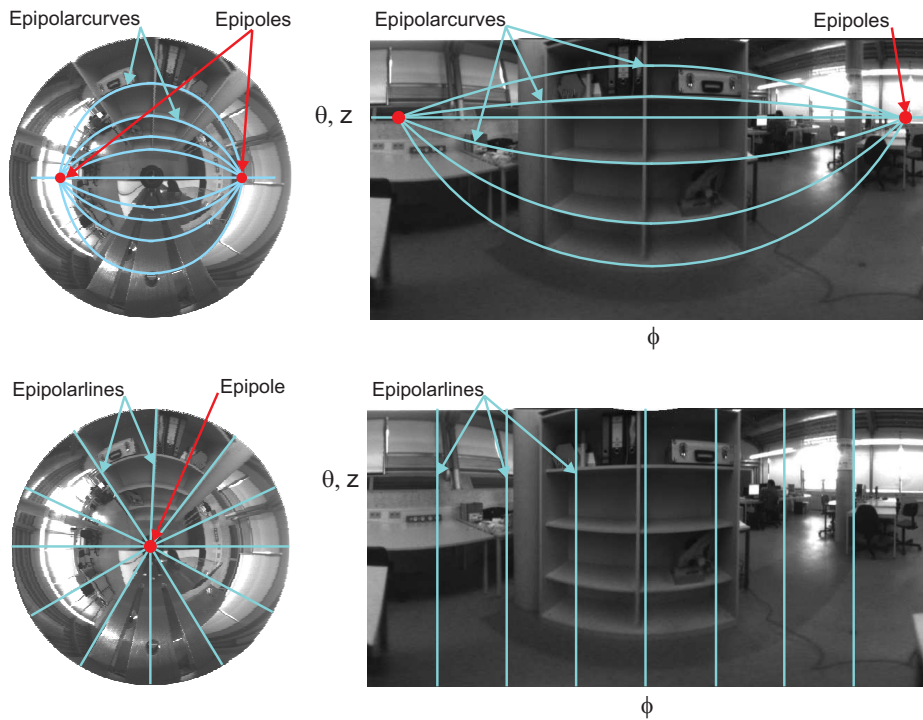 Epipolarcurves
Epipoles
Epipoles
Epipolarcurves
θ, z
ϕ
Epipolarlines
Epipole
Epipolarlines
θ, z
ϕ